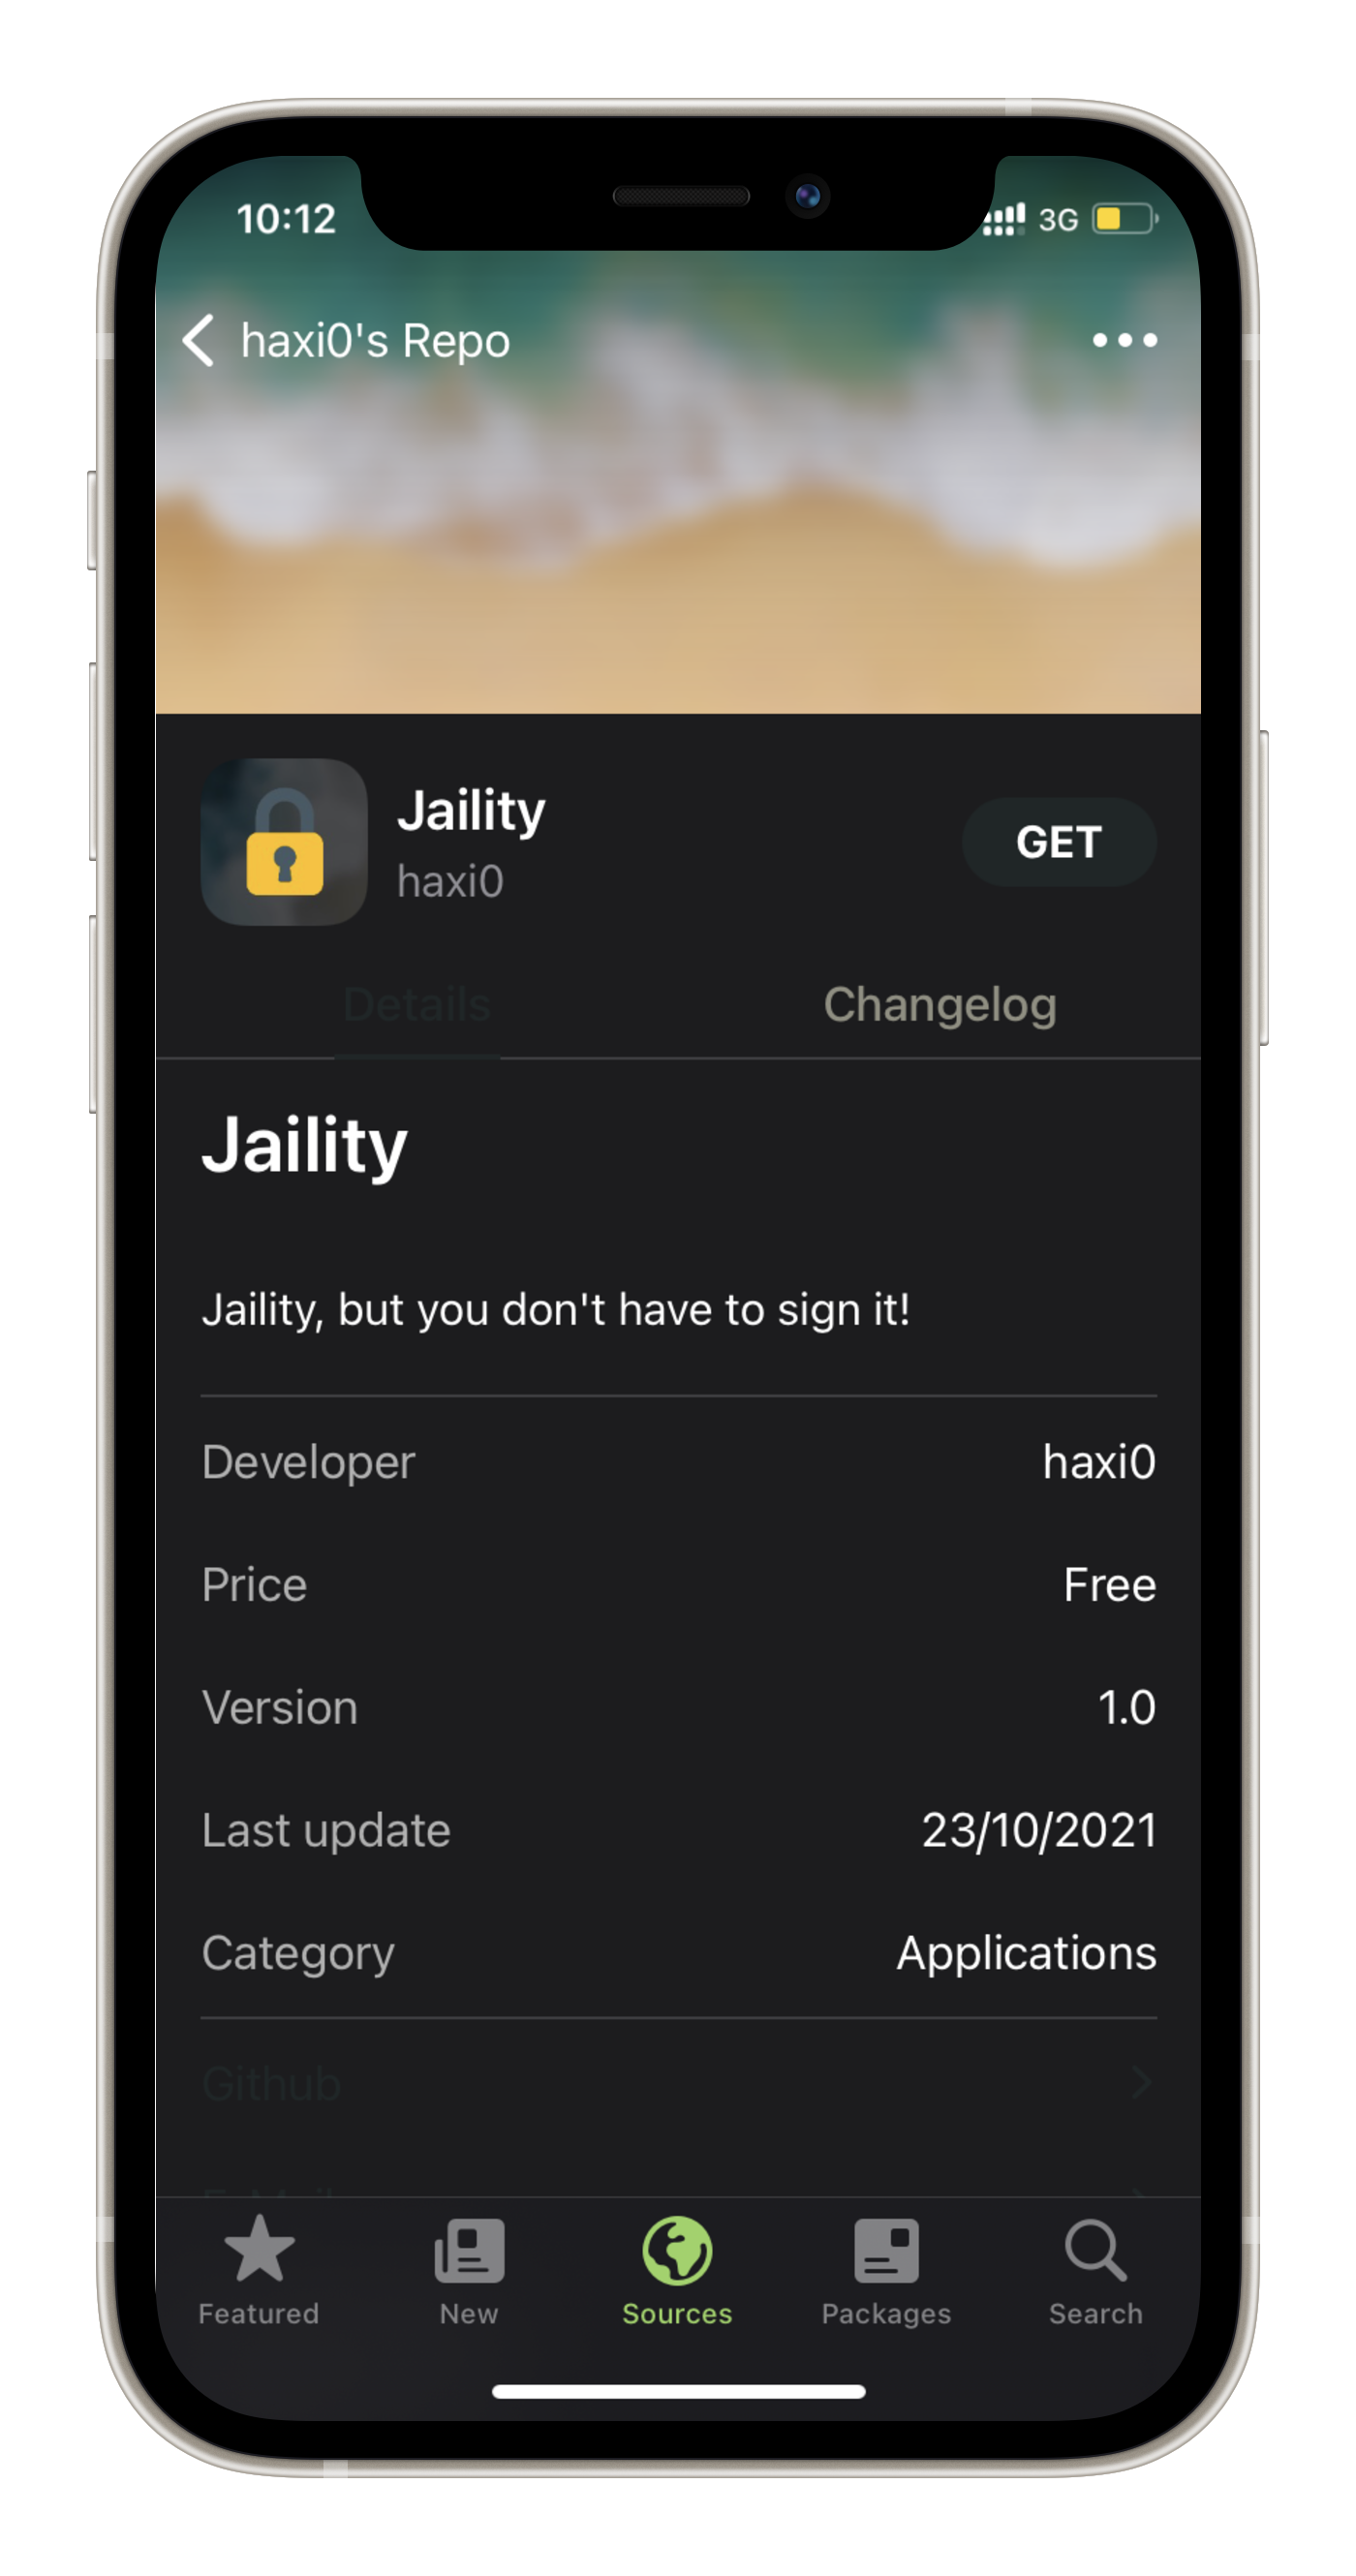 10:12 3G
haxi0's Repo
Jaility
haxi0
GET
Details Changelog
Jaility
Jaility, but you don't have to sign it!
Developer haxi0
Price Free
Version 1.0
Last update 23/10/2021
Category Applications
Github
Featured New Sources Packages Search